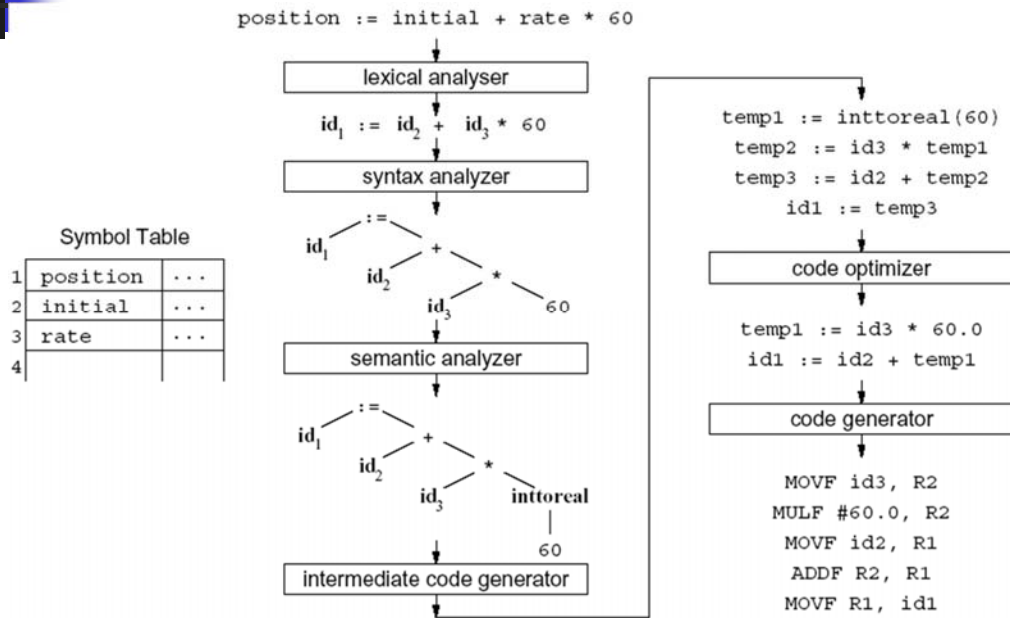 position := initial + rate * 60
lexical analyser
id1 := id2 + id3 * 60
syntax analyzer
:=
id1 +
id2 *
id3 60
semantic analyzer
:=
id1 +
id2 *
id3 inttoreal
60
intermediate code generator
Symbol Table
1 position ...
2 initial ...
3 rate ...
4
temp1 := inttoreal(60)
temp2 := id3 * temp1
temp3 := id2 + temp2
id1 := temp3
code optimizer
temp1 := id3 * 60.0
id1 := id2 + temp1
code generator
MOVF id3, R2
MULF #60.0, R2
MOVF id2, R1
ADDF R2, R1
MOVF R1, id1